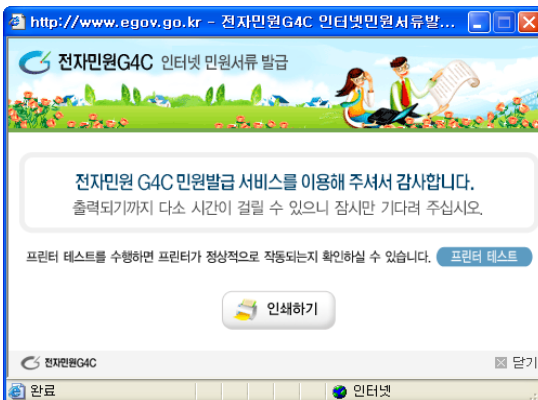 http://www.egov.go.kr - 전자민원G4C 인터넷민원서류발...
전자민원G4C 인터넷 민원서류 발급
전자민원 G4C 민원발급 서비스를 이용해 주셔서 감사합니다.
출력되기까지 다소 시간이 걸릴 수 있으니 잠시만 기다려 주십시오.
프린터 테스트를 수행하면 프린터가 정상적으로 작동되는지 확인하실 수 있습니다. 프린터 테스트
인쇄하기
전자민원G4C 닫기
완료 인터넷